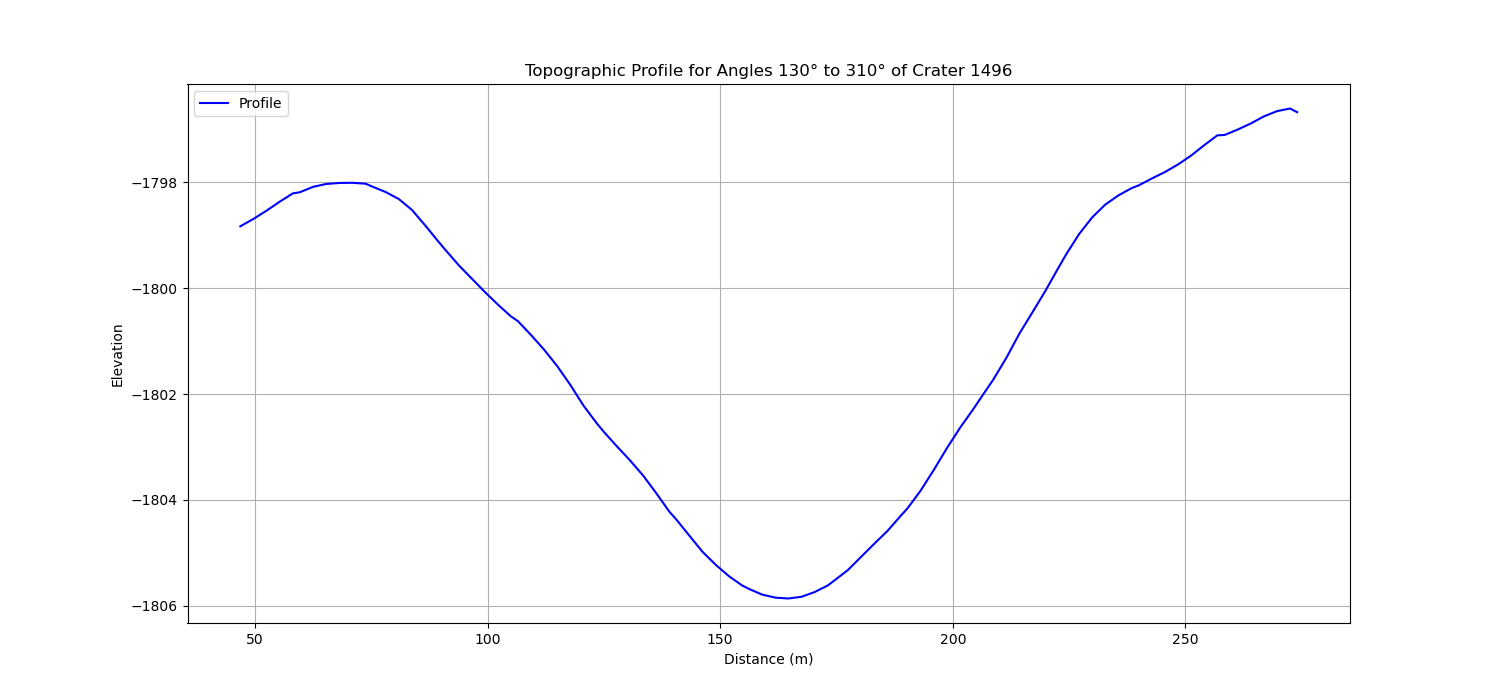 Topographic Profile for Angles 130° to 310° of Crater 1496
Profile
−1798
−1800
−1802
−1804
−1806
Elevation
50
100
150
200
250
Distance (m)